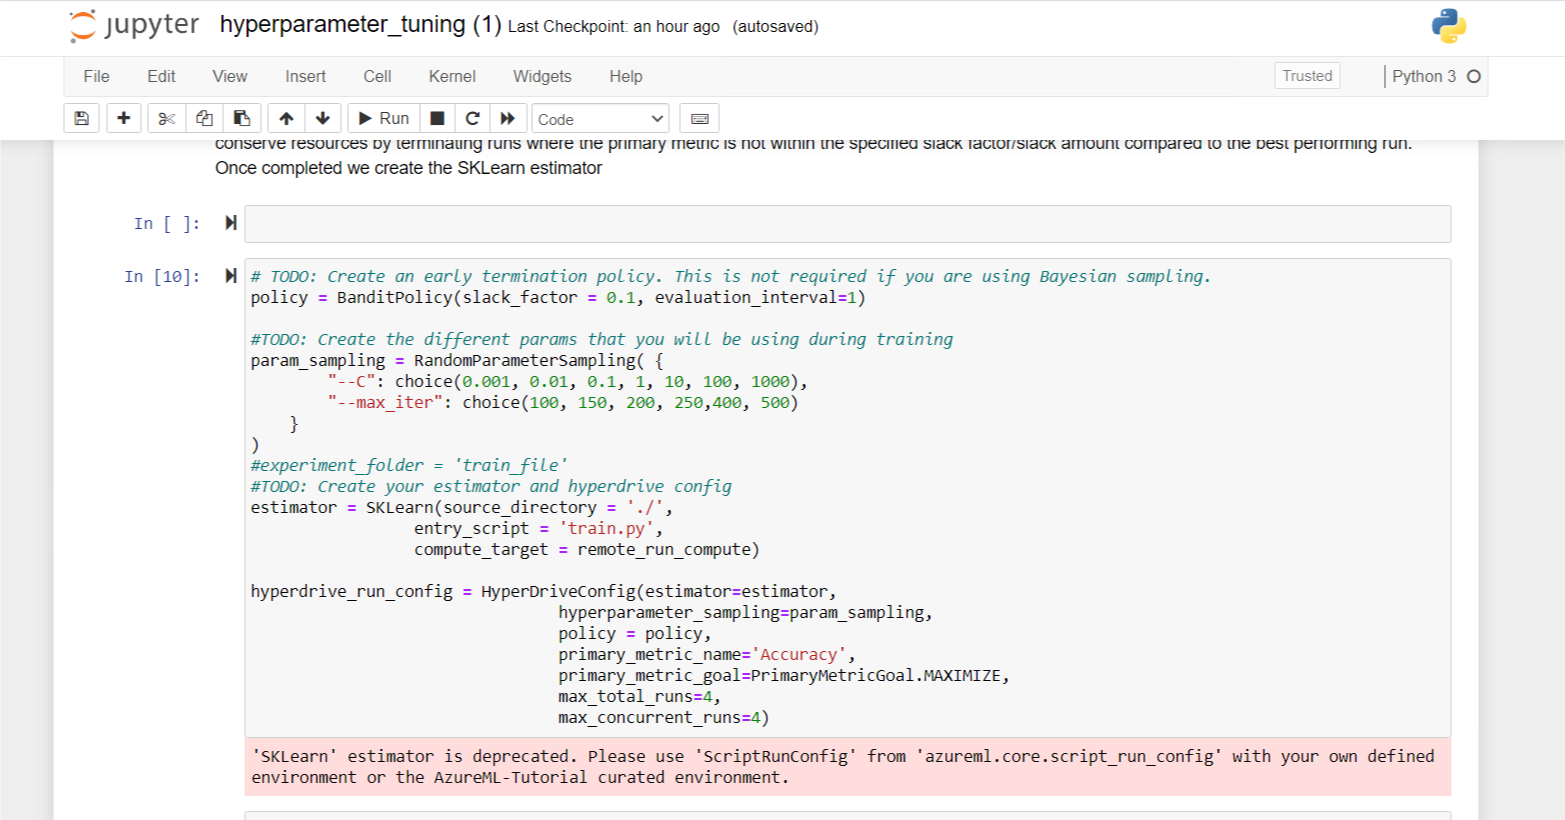 jupyter hyperparameter_tuning (1) Last Checkpoint: an hour ago (autosaved)
File Edit View Insert Cell Kernel Widgets Help Trusted Python 3
Run Code
conserve resources by terminating runs where the primary metric is not within the specified slack factor/slack amount compared to the best performing run.
Once completed we create the SKLearn estimator
In [ ]:
In [10]:
# TODO: Create an early termination policy. This is not required if you are using Bayesian sampling.
policy = BanditPolicy(slack_factor = 0.1, evaluation_interval=1)
#TODO: Create the different params that you will be using during training
param_sampling = RandomParameterSampling( {
"--C": choice(0.001, 0.01, 0.1, 1, 10, 100, 1000),
"--max_iter": choice(100, 150, 200, 250,400, 500)
}
)
#experiment_folder = 'train_file'
#TODO: Create your estimator and hyperdrive config
estimator = SKLearn(source_directory = './',
entry_script = 'train.py',
compute_target = remote_run_compute)
hyperdrive_run_config = HyperDriveConfig(estimator=estimator,
hyperparameter_sampling=param_sampling,
policy = policy,
primary_metric_name='Accuracy',
primary_metric_goal=PrimaryMetricGoal.MAXIMIZE,
max_total_runs=4,
max_concurrent_runs=4)
'SKLearn' estimator is deprecated. Please use 'ScriptRunConfig' from 'azureml.core.script_run_config' with your own defined
environment or the AzureML-Tutorial curated environment.